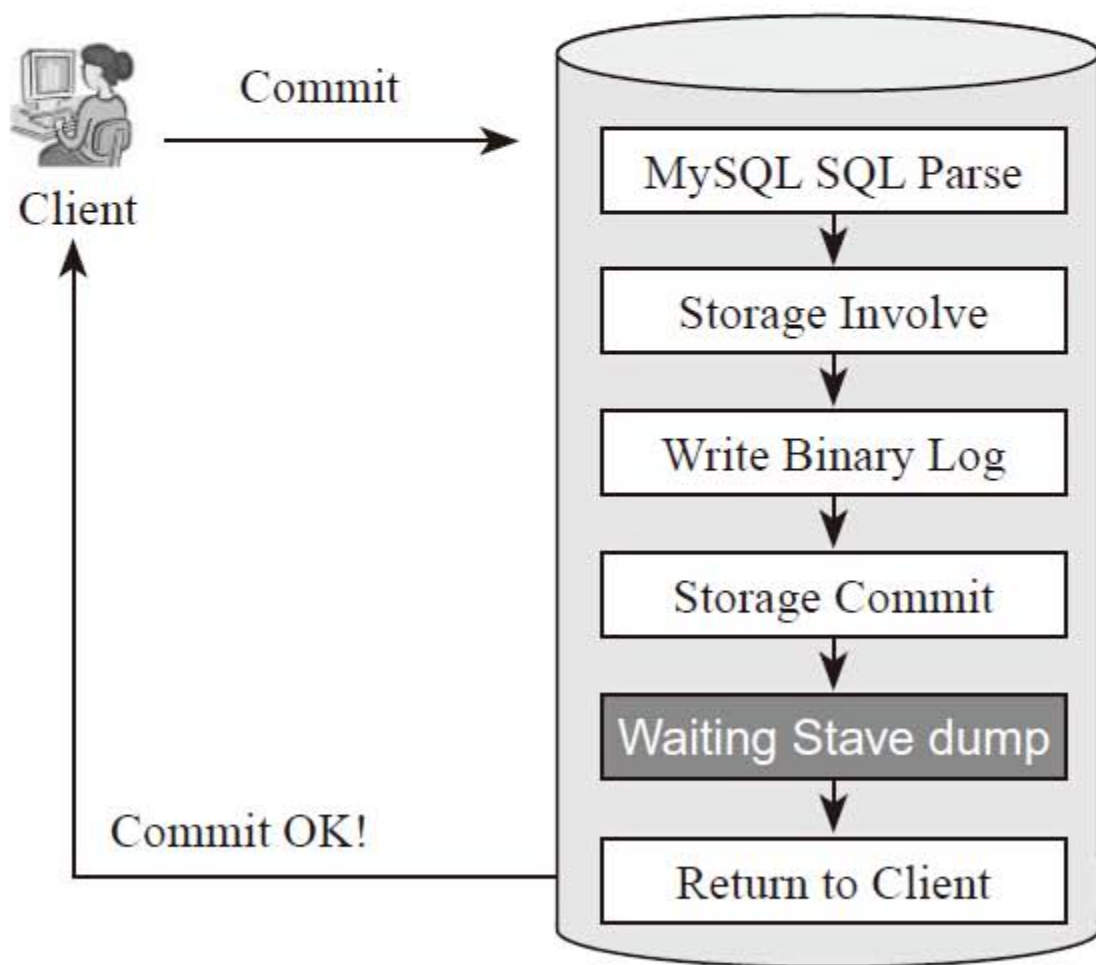 Commit
Client
MySQL SQL Parse
Storage Involve
Write Binary Log
Storage Commit
Waiting Stave dump
Return to Client
Commit OK!